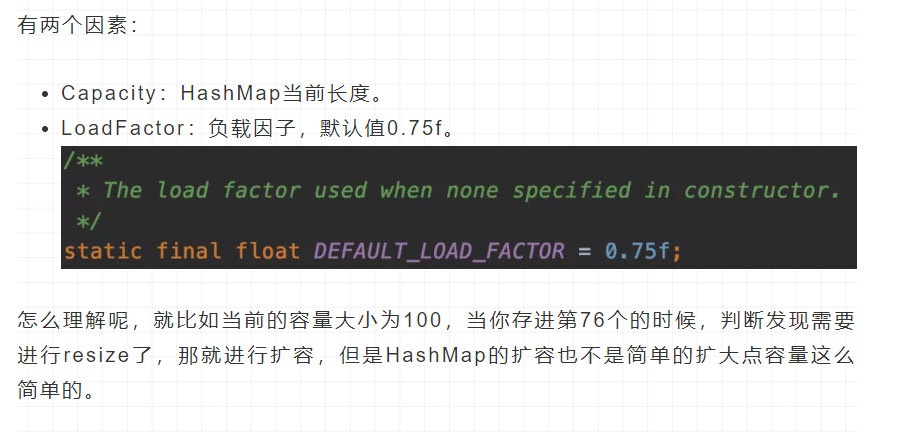 有两个因素：
Capacity：HashMap当前长度。
LoadFactor：负载因子，默认值0.75f。
/**
* The load factor used when none specified in constructor.
*/
static final float DEFAULT_LOAD_FACTOR = 0.75f;
怎么理解呢，就比如当前的容量大小为100，当你存进第76个的时候，判断发现需要
进行resize了，那就进行扩容，但是HashMap的扩容也不是简单的扩大点容量这么
简单的。